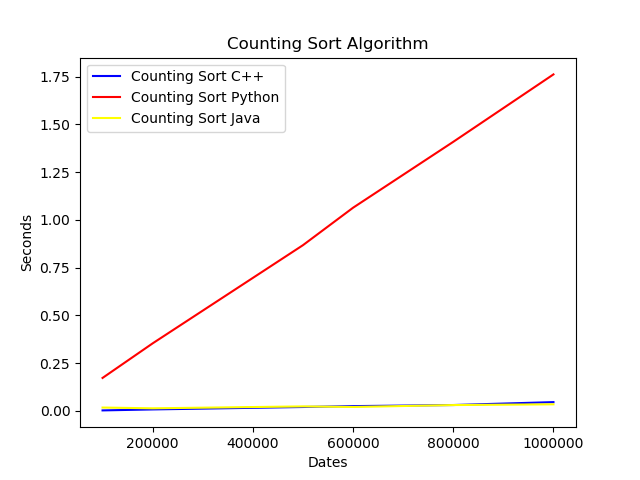 Counting Sort Algorithm
Counting Sort C++
Counting Sort Python
Counting Sort Java
1.75
1.50
1.25
1.00
0.75
0.50
0.25
0.00
Seconds
200000 400000 600000 800000 1000000
Dates